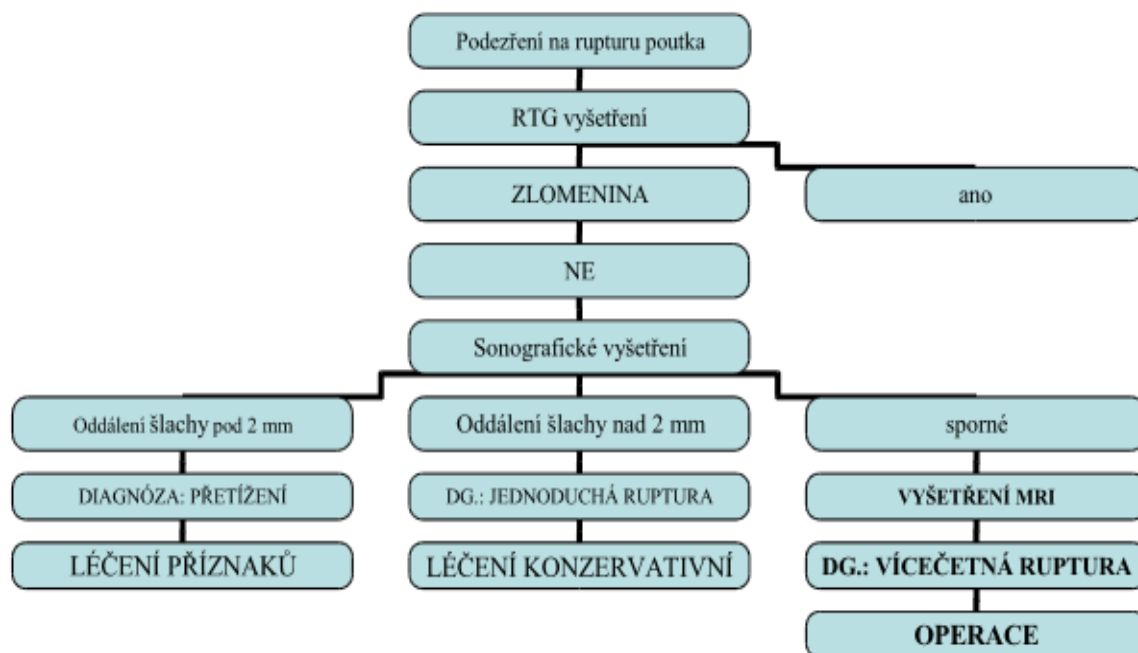 Podezření na rupturu poutka
RTG vyšetření
ZLOMENINA
ano
NE
Sonografické vyšetření
Oddálení šlachy pod 2 mm
Oddálení šlachy nad 2 mm
sporné
DIAGNÓZA: PŘETÍŽENÍ
DG.: JEDNODUCHÁ RUPTURA
VYŠETŘENÍ MRI
LÉČENÍ PŘÍZNAKŮ
LÉČENÍ KONZERVATIVNÍ
DG.: VÍCEČETNÁ RUPTURA
OPERACE